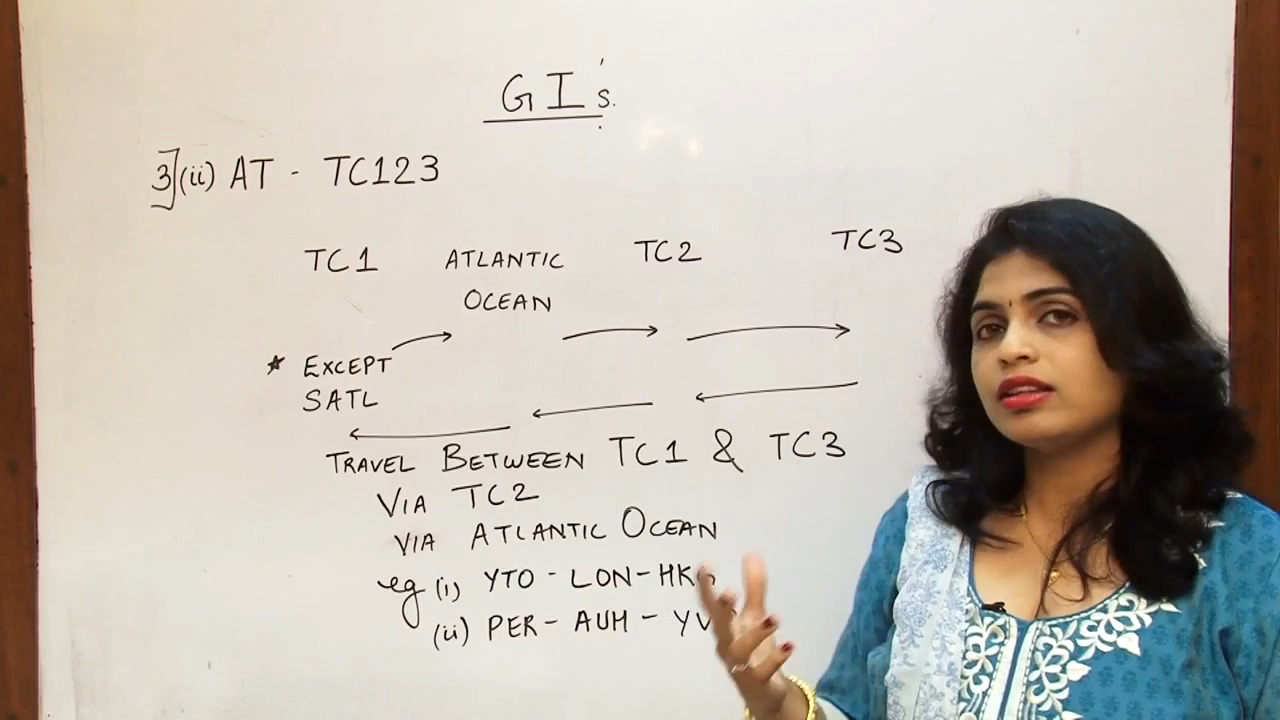 GI's.
3](ii) AT - TC123
TC1 ATLANTIC OCEAN TC2 TC3
* EXCEPT SATL
TRAVEL BETWEEN TC1 & TC3
VIA TC2
VIA ATLANTIC OCEAN
eg (i) YTO - LON - HKG
(ii) PER - AUH -